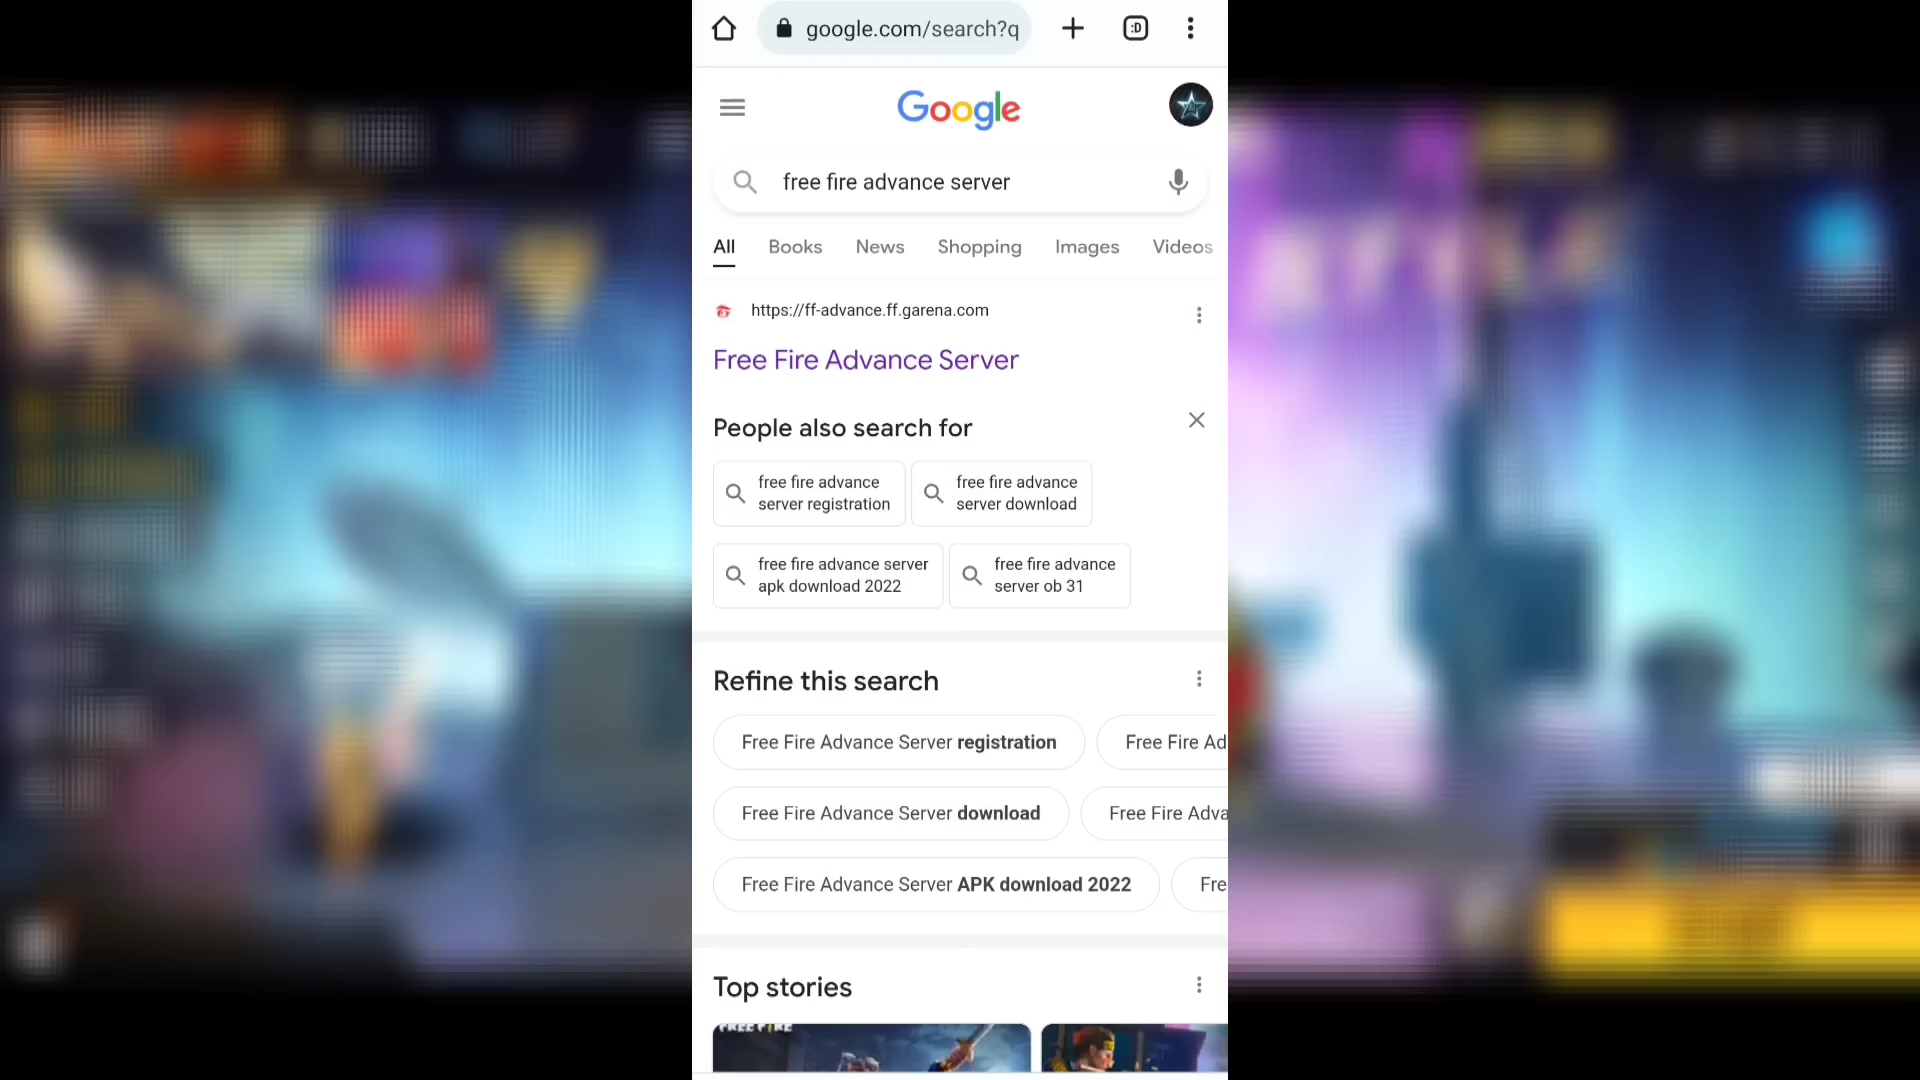 google.com/search?q
:D
Google
free fire advance server
All Books News Shopping Images Videos
https://ff-advance.ff.garena.com
Free Fire Advance Server
People also search for
free fire advance
server registration
free fire advance
server download
free fire advance server
apk download 2022
free fire advance
server ob 31
Refine this search
Free Fire Advance Server registration
Free Fire Ad
Free Fire Advance Server download
Free Fire Adva
Free Fire Advance Server APK download 2022
Fre
Top stories
FREE FIRE